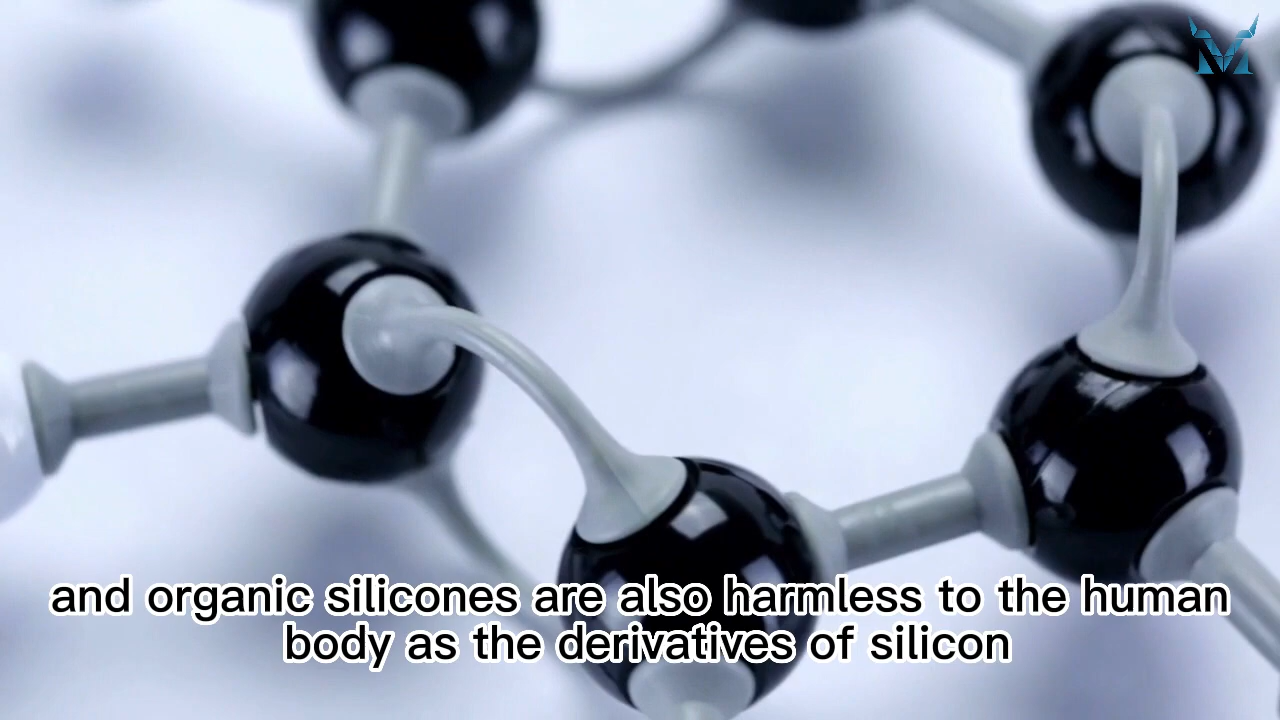 and organic silicones are also harmless to the human
body as the derivatives of silicon